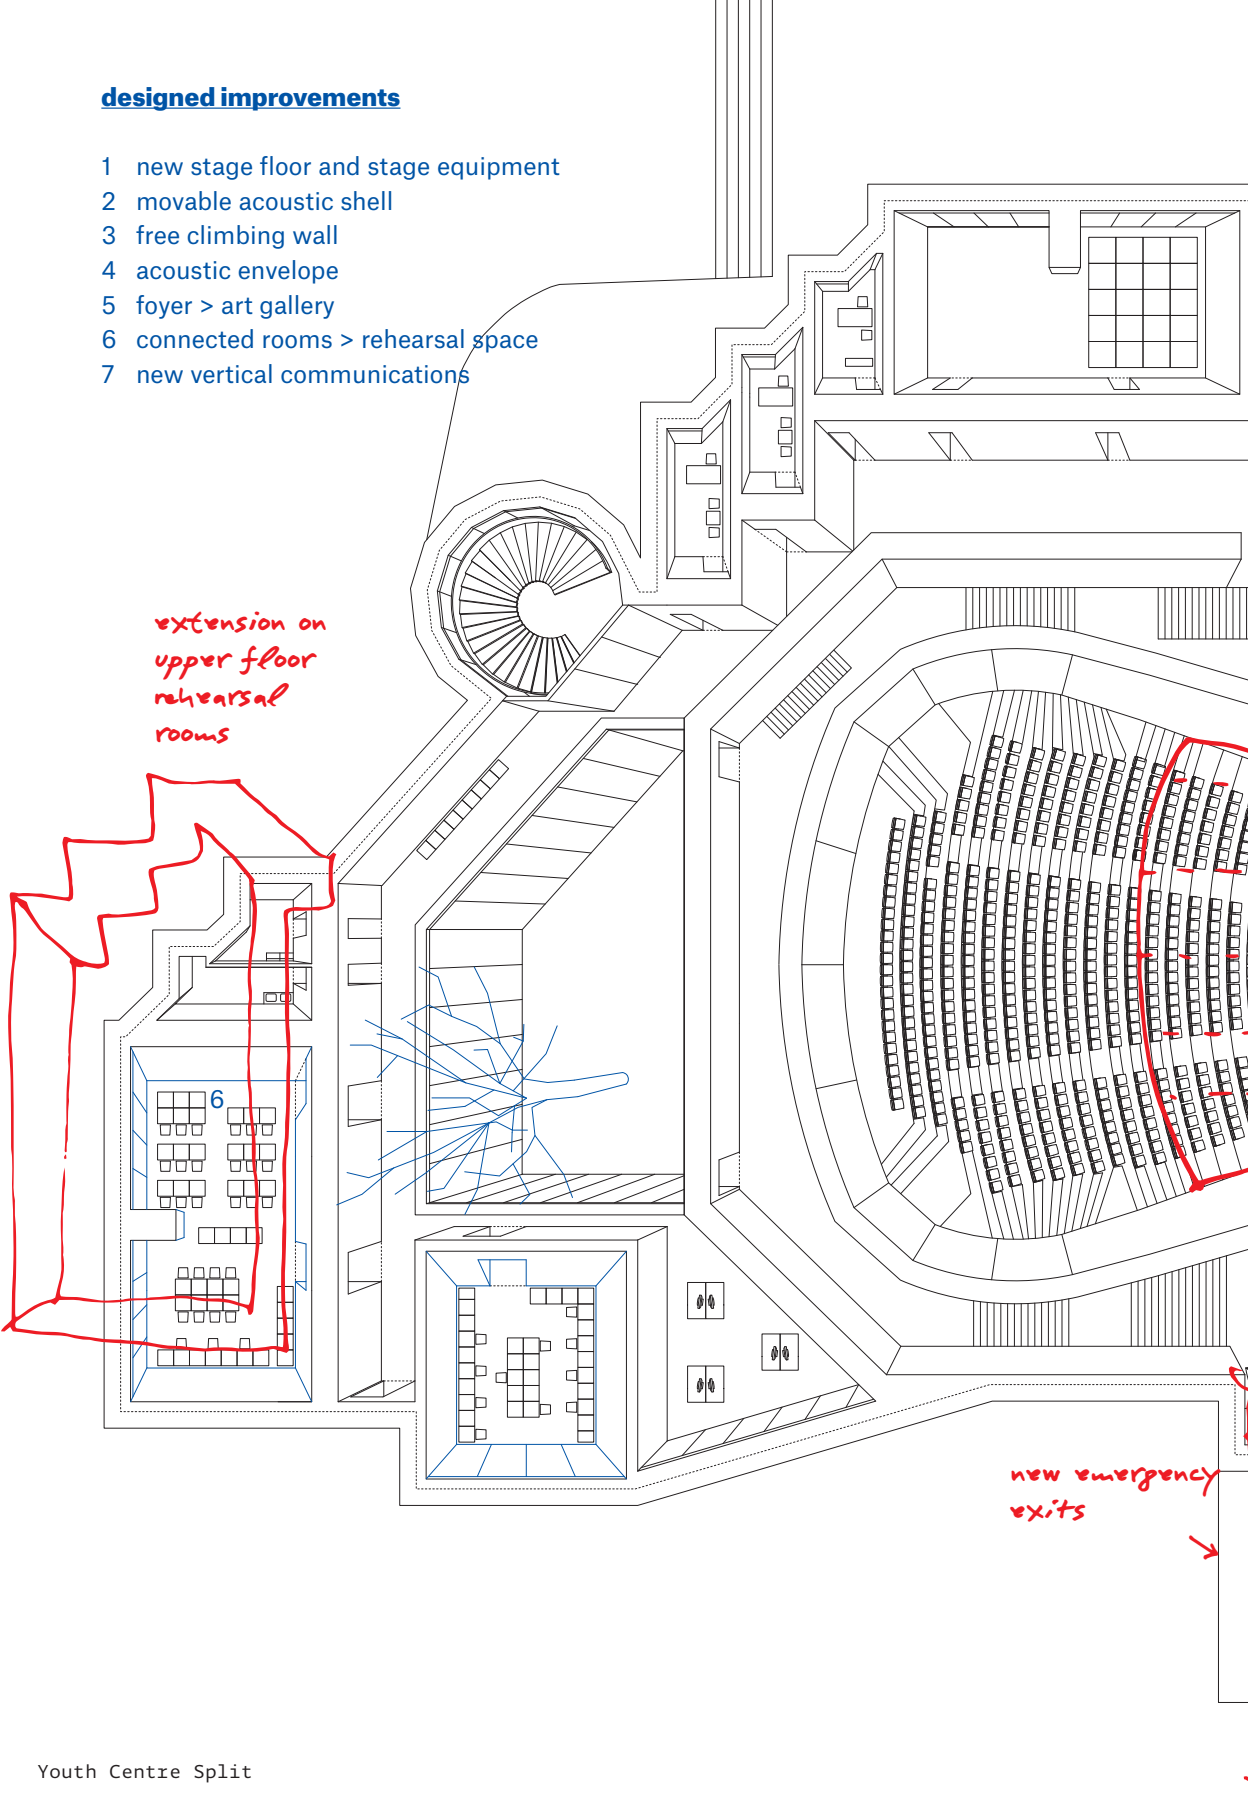 designed improvements
1 new stage floor and stage equipment
2 movable acoustic shell
3 free climbing wall
4 acoustic envelope
5 foyer > art gallery
6 connected rooms > rehearsal space
7 new vertical communications
extension on
upper floor
rehearsal
rooms
6
new emergency
exits
Youth Centre Split